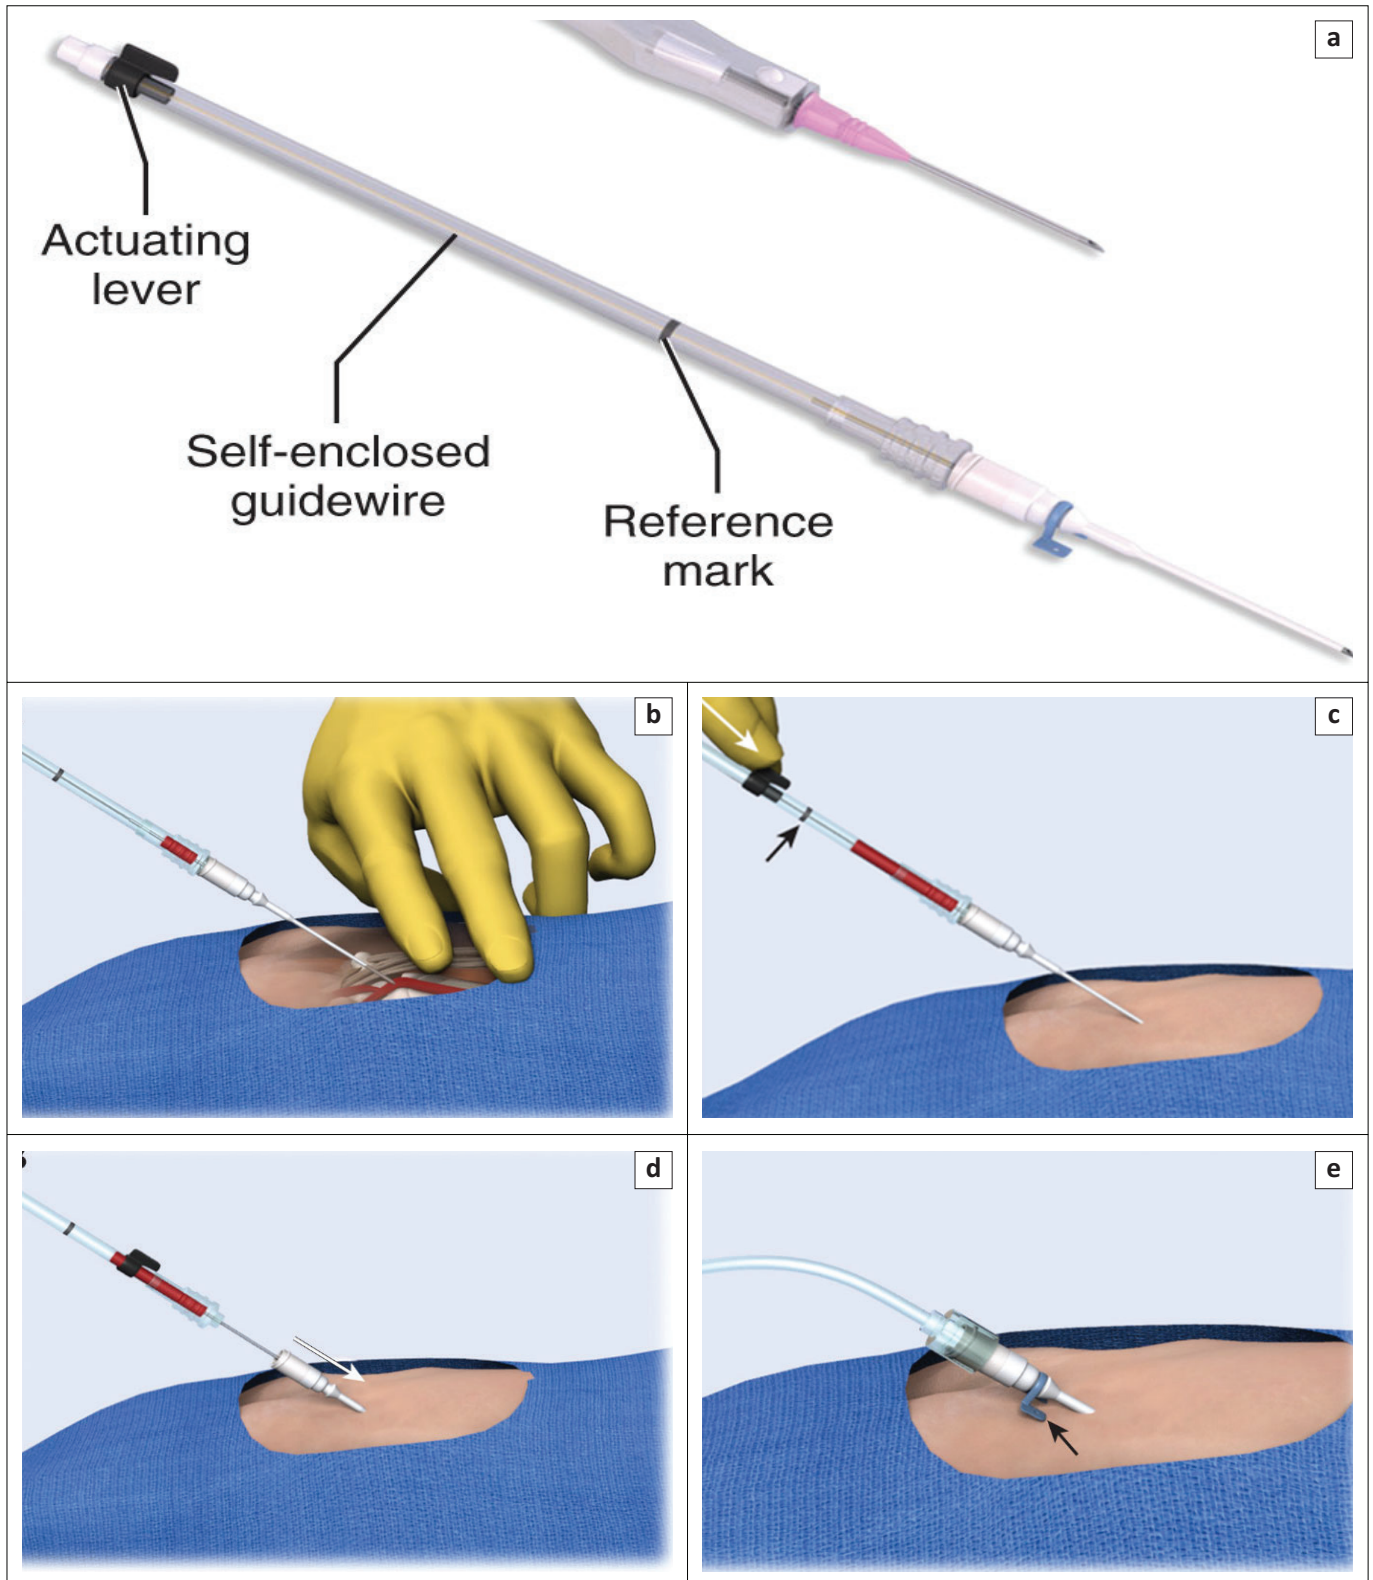 a
Actuating
lever
Self-enclosed
guidewire
Reference
mark
b
c
d
e